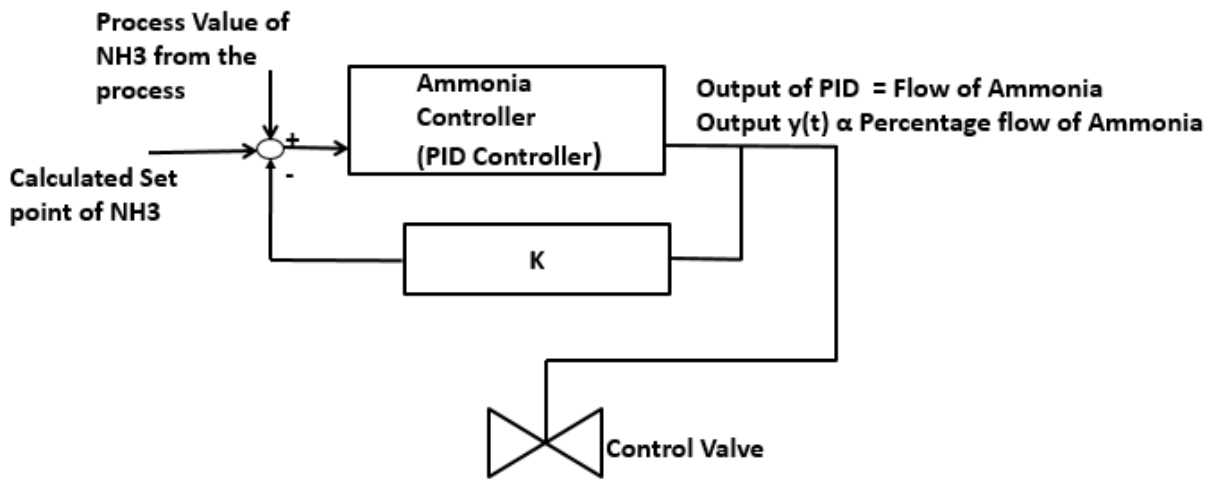 Process Value of
NH3 from the
process
Ammonia
Controller
(PID Controller)
Output of PID = Flow of Ammonia
Output y(t) α Percentage flow of Ammonia
+
-
Calculated Set
point of NH3
K
Control Valve